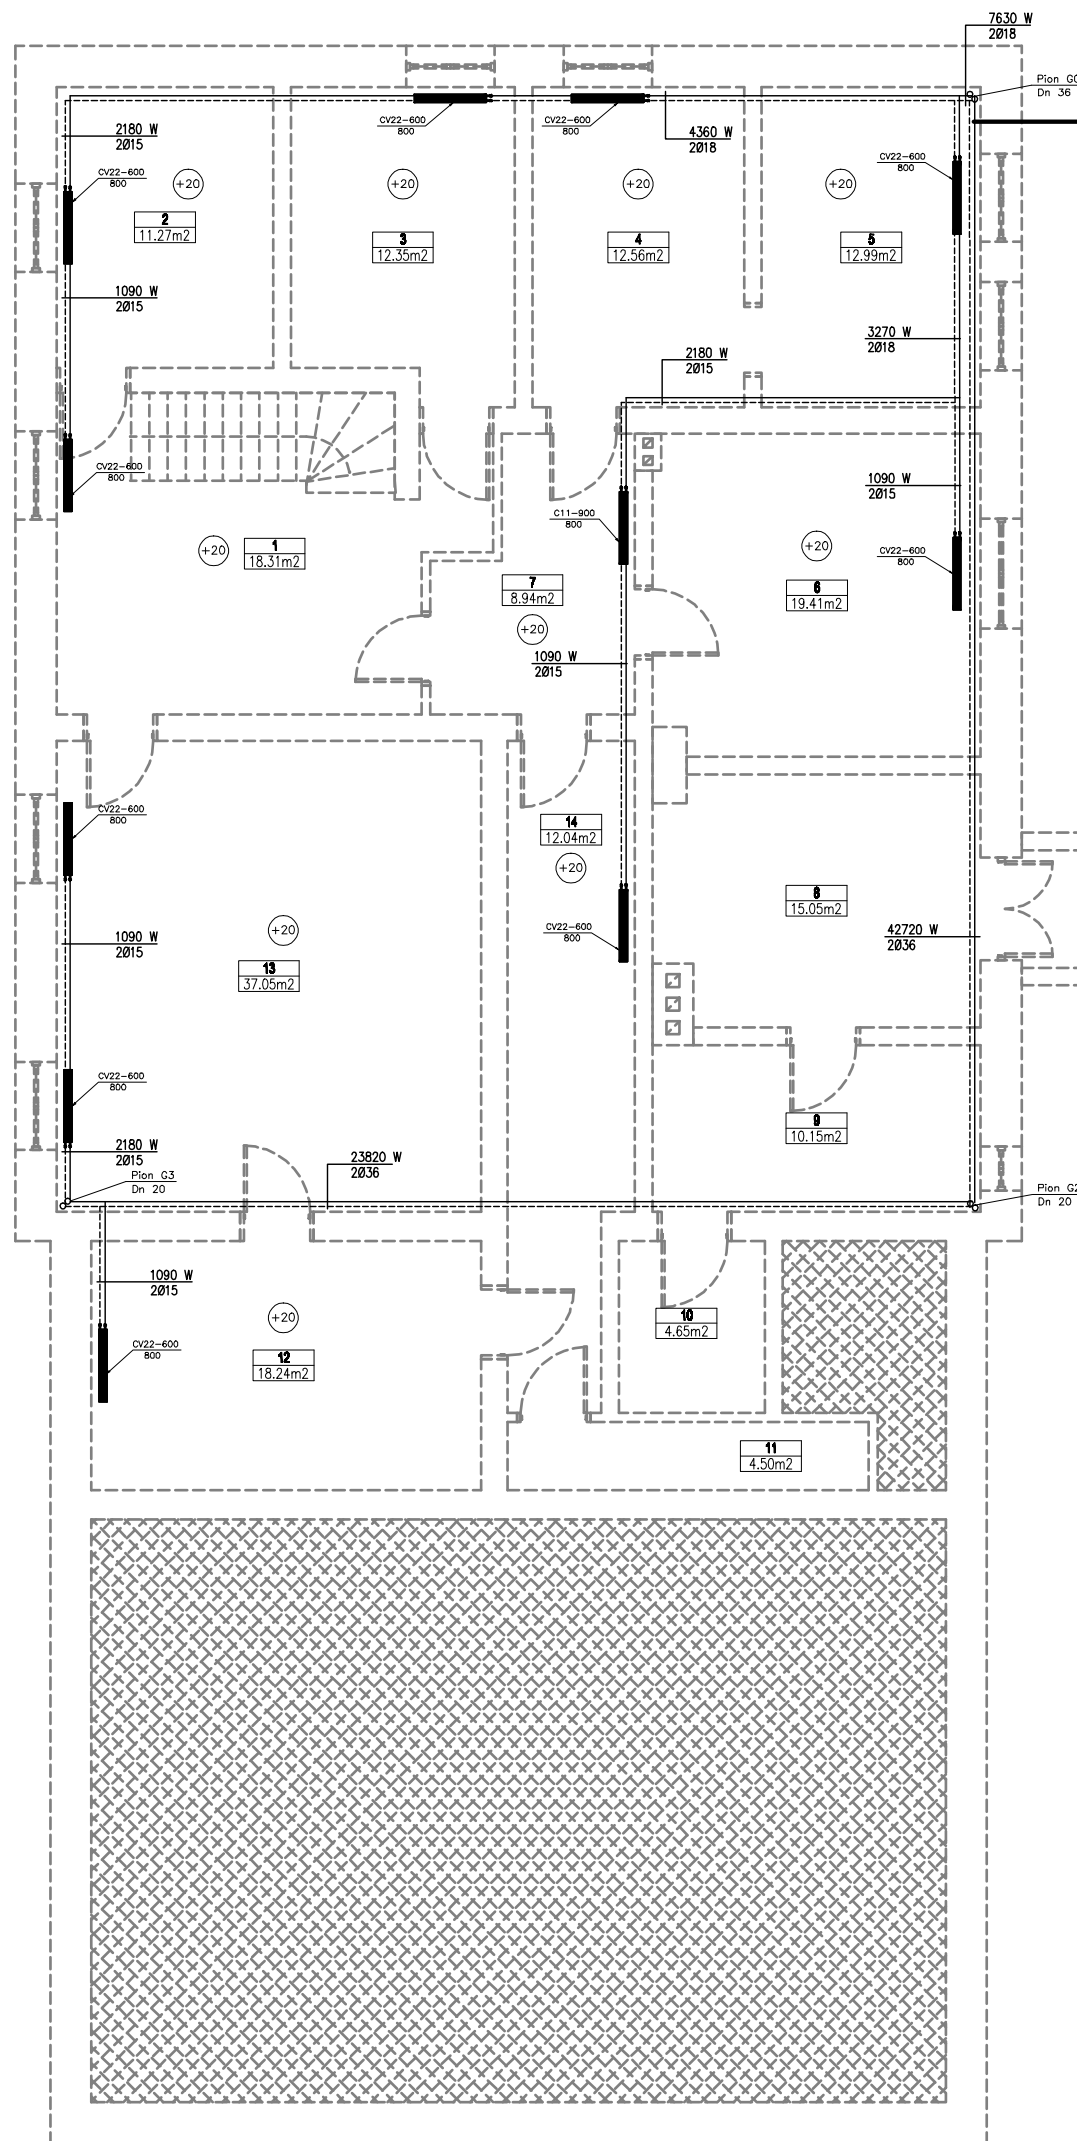 7630 W
2Ø18
Pion G0
Dn 36
2180 W
2Ø15
CV22-600
800
CV22-600
800
4360 W
2Ø18
CV22-600
800
CV22-600
800
+20
+20
+20
+20
2
11.27m2
3
12.35m2
4
12.56m2
5
12.99m2
1090 W
2Ø15
3270 W
2Ø18
2180 W
2Ø15
CV22-600
800
1090 W
2Ø15
C11-900
800
+20
1
18.31m2
+20
CV22-600
800
7
8.94m2
6
19.41m2
+20
1090 W
2Ø15
CV22-600
800
14
12.04m2
+20
8
15.05m2
+20
1090 W
2Ø15
CV22-600
800
42720 W
2Ø36
13
37.05m2
CV22-600
800
9
10.15m2
2180 W
2Ø15
23820 W
2Ø36
Pion G3
Dn 20
Pion G2
Dn 20
1090 W
2Ø15
+20
10
4.65m2
CV22-600
800
12
18.24m2
11
4.50m2